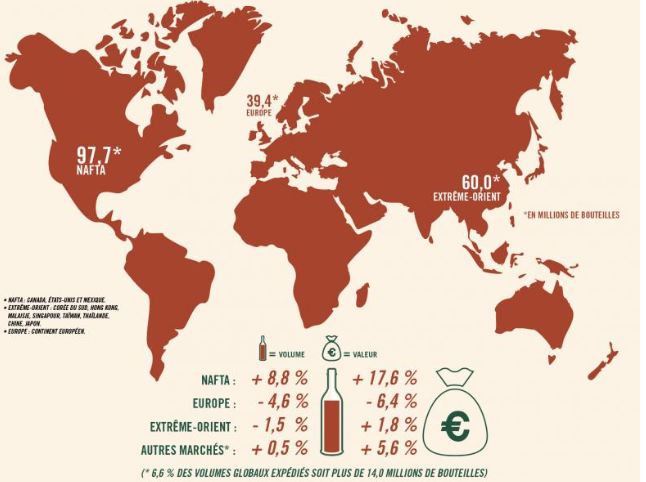 39,4*
EUROPE
97,7*
NAFTA
60,0*
EXTRÊME-ORIENT
*EN MILLIONS DE BOUTEILLES
• NAFTA : CANADA, ÉTATS-UNIS ET MEXIQUE.
• EXTRÊME-ORIENT : CORÉE DU SUD, HONG KONG,
MALAISIE, SINGAPOUR, TAÏWAN, THAÏLANDE,
CHINE, JAPON.
• EUROPE : CONTINENT EUROPÉEN.
= VOLUME € = VALEUR
NAFTA : + 8,8 % + 17,6 %
EUROPE : - 4,6 % - 6,4 %
EXTRÊME-ORIENT : - 1,5 % + 1,8 %
€
AUTRES MARCHÉS* : + 0,5 % + 5,6 %
(* 6,6 % DES VOLUMES GLOBAUX EXPÉDIÉS SOIT PLUS DE 14,0 MILLIONS DE BOUTEILLES)